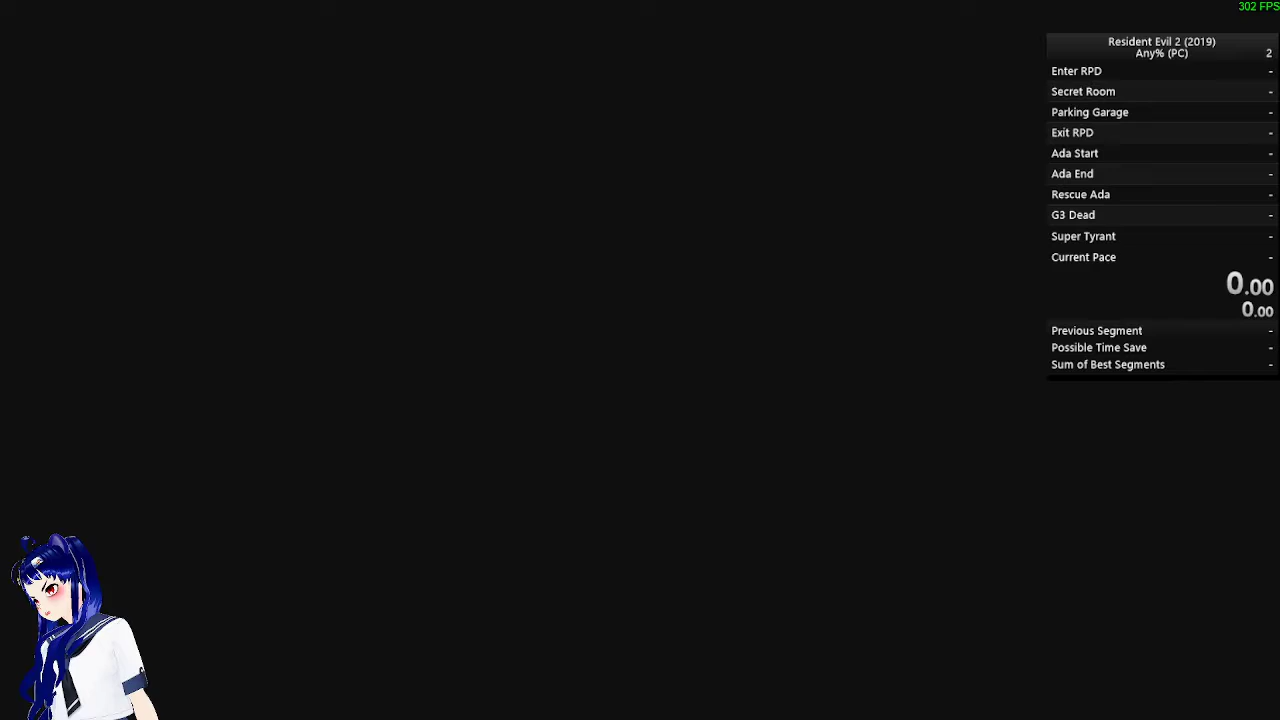 302 FPS
Resident Evil 2 (2019)
Any% (PC) 2
Enter RPD -
Secret Room -
Parking Garage -
Exit RPD -
Ada Start -
Ada End -
Rescue Ada -
G3 Dead -
Super Tyrant -
Current Pace -
0.00
0.00
Previous Segment -
Possible Time Save -
Sum of Best Segments -